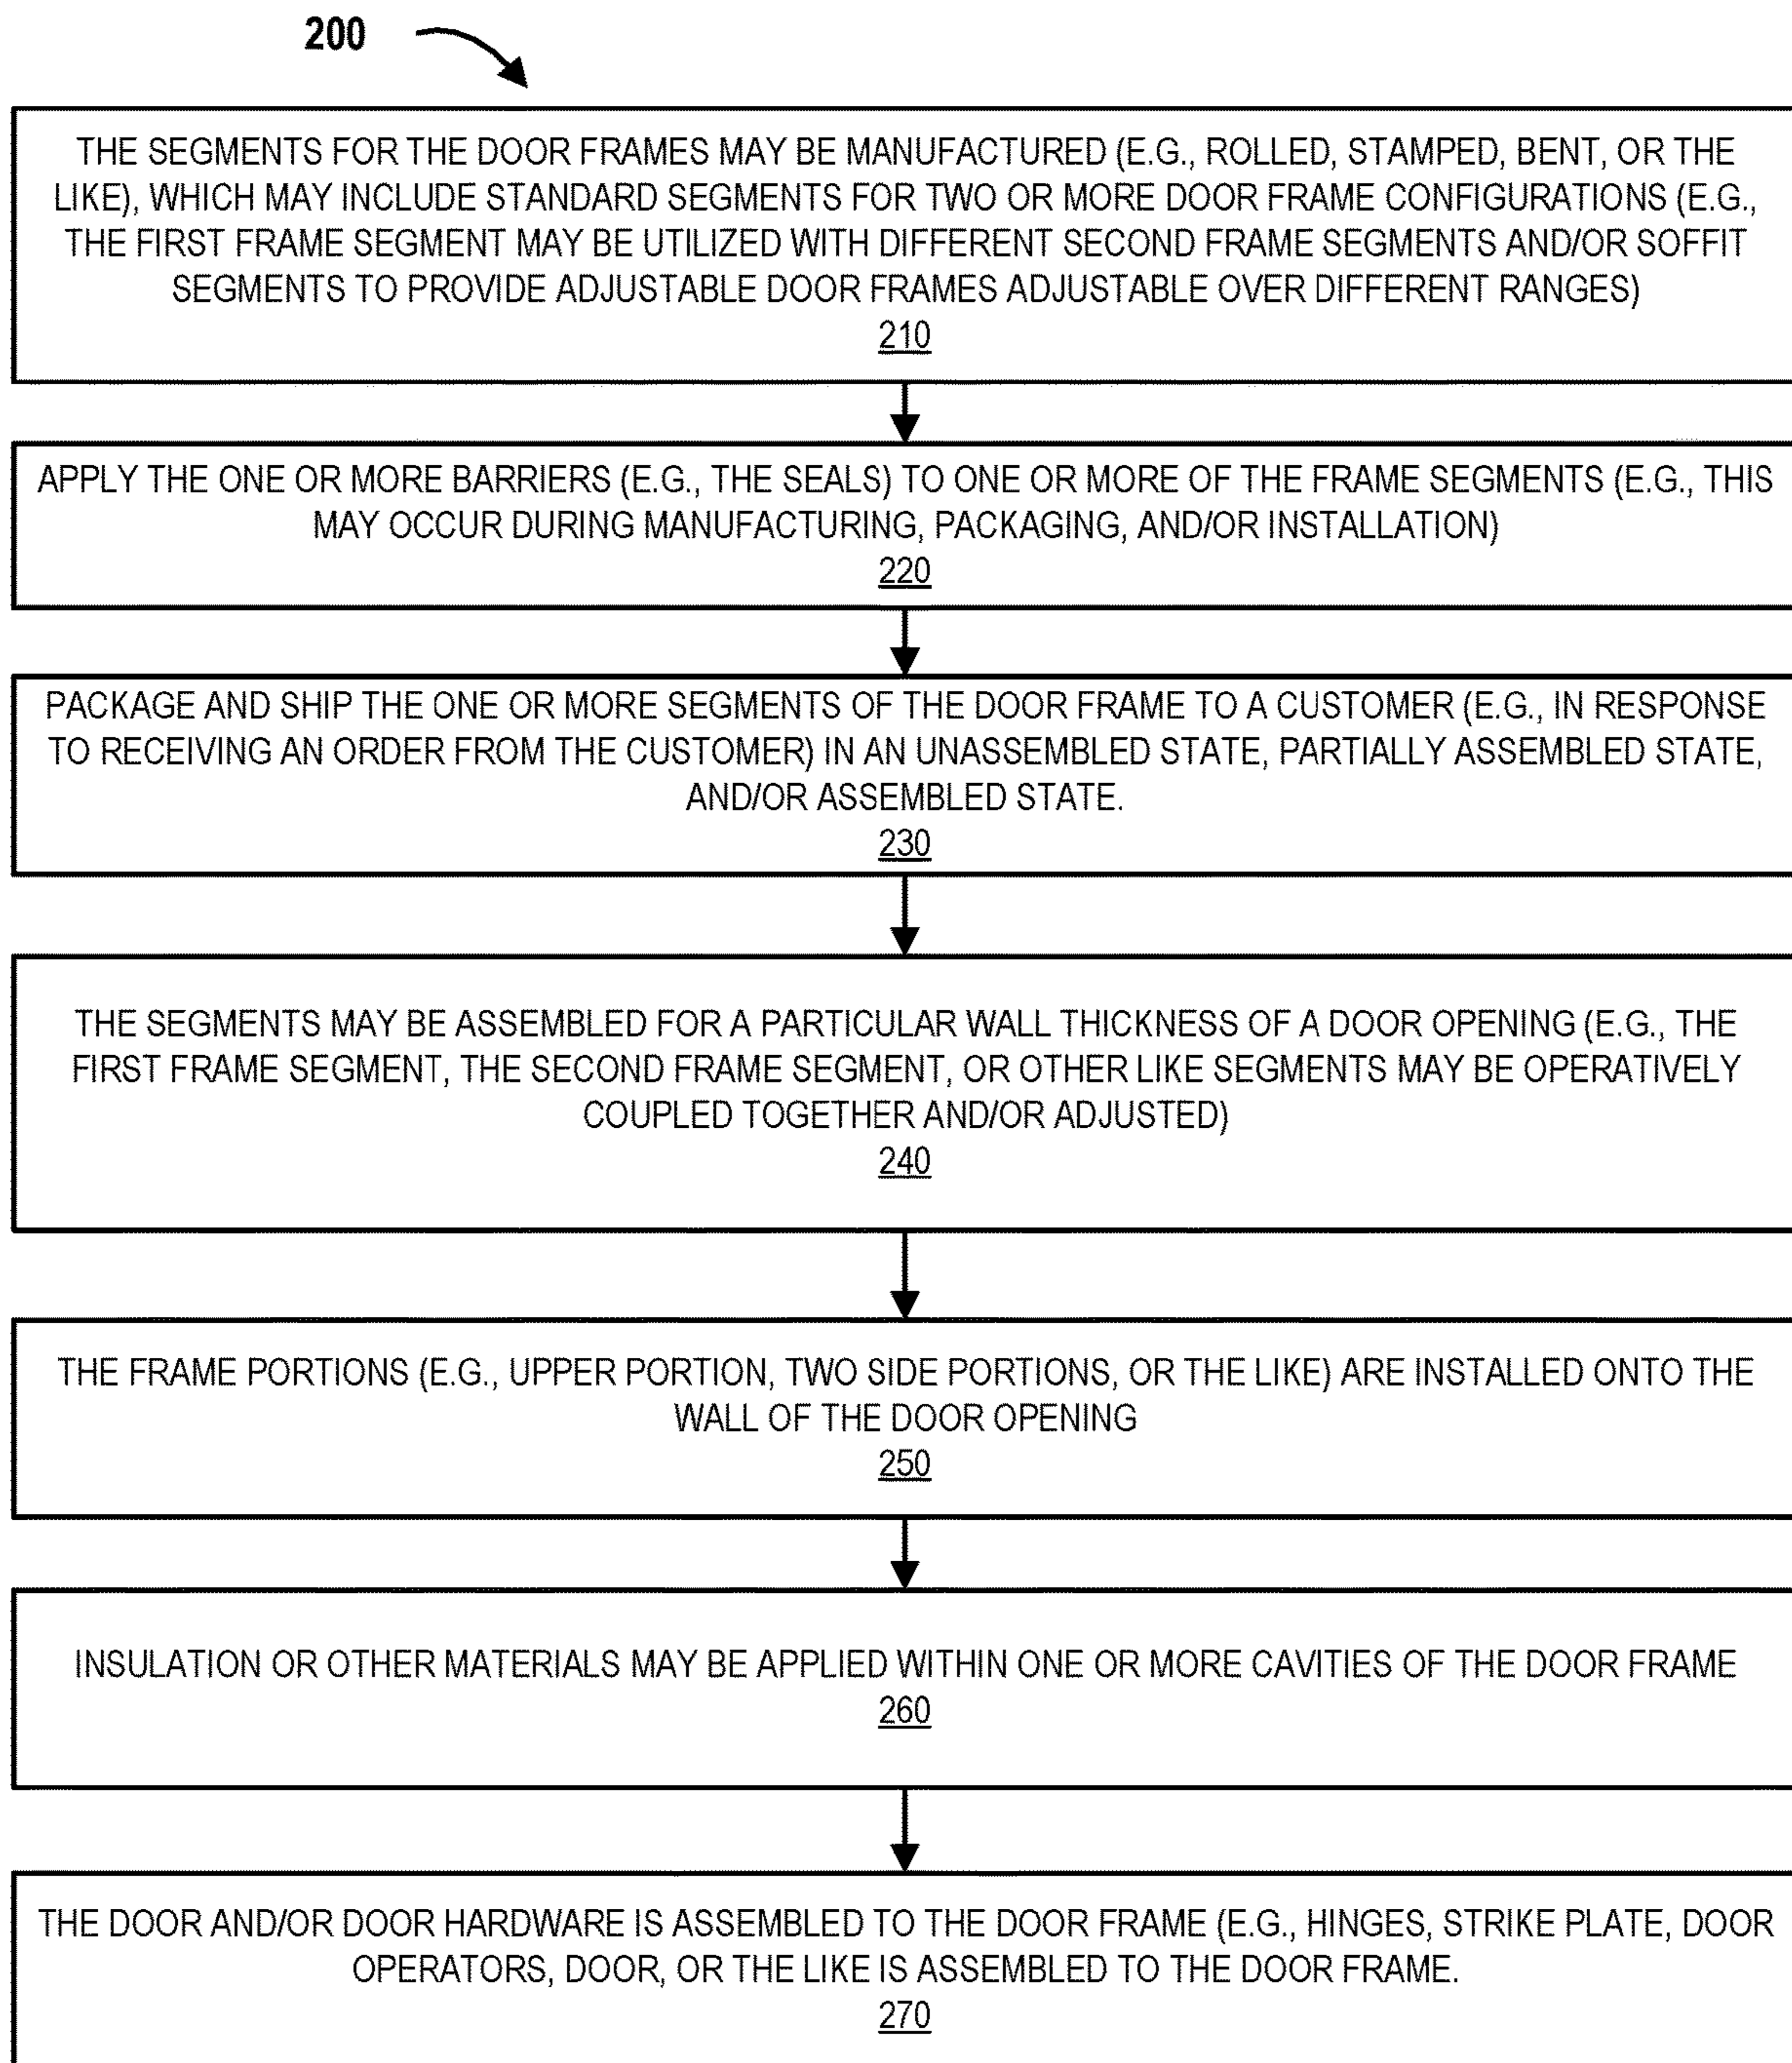 200
THE SEGMENTS FOR THE DOOR FRAMES MAY BE MANUFACTURED (E.G., ROLLED, STAMPED, BENT, OR THE
LIKE), WHICH MAY INCLUDE STANDARD SEGMENTS FOR TWO OR MORE DOOR FRAME CONFIGURATIONS (E.G.,
THE FIRST FRAME SEGMENT MAY BE UTILIZED WITH DIFFERENT SECOND FRAME SEGMENTS AND/OR SOFFIT
SEGMENTS TO PROVIDE ADJUSTABLE DOOR FRAMES ADJUSTABLE OVER DIFFERENT RANGES)
210
APPLY THE ONE OR MORE BARRIERS (E.G., THE SEALS) TO ONE OR MORE OF THE FRAME SEGMENTS (E.G., THIS
MAY OCCUR DURING MANUFACTURING, PACKAGING, AND/OR INSTALLATION)
220
PACKAGE AND SHIP THE ONE OR MORE SEGMENTS OF THE DOOR FRAME TO A CUSTOMER (E.G., IN RESPONSE
TO RECEIVING AN ORDER FROM THE CUSTOMER) IN AN UNASSEMBLED STATE, PARTIALLY ASSEMBLED STATE,
AND/OR ASSEMBLED STATE.
230
THE SEGMENTS MAY BE ASSEMBLED FOR A PARTICULAR WALL THICKNESS OF A DOOR OPENING (E.G., THE
FIRST FRAME SEGMENT, THE SECOND FRAME SEGMENT, OR OTHER LIKE SEGMENTS MAY BE OPERATIVELY
COUPLED TOGETHER AND/OR ADJUSTED)
240
THE FRAME PORTIONS (E.G., UPPER PORTION, TWO SIDE PORTIONS, OR THE LIKE) ARE INSTALLED ONTO THE
WALL OF THE DOOR OPENING
250
INSULATION OR OTHER MATERIALS MAY BE APPLIED WITHIN ONE OR MORE CAVITIES OF THE DOOR FRAME
260
THE DOOR AND/OR DOOR HARDWARE IS ASSEMBLED TO THE DOOR FRAME (E.G., HINGES, STRIKE PLATE, DOOR
OPERATORS, DOOR, OR THE LIKE IS ASSEMBLED TO THE DOOR FRAME.
270